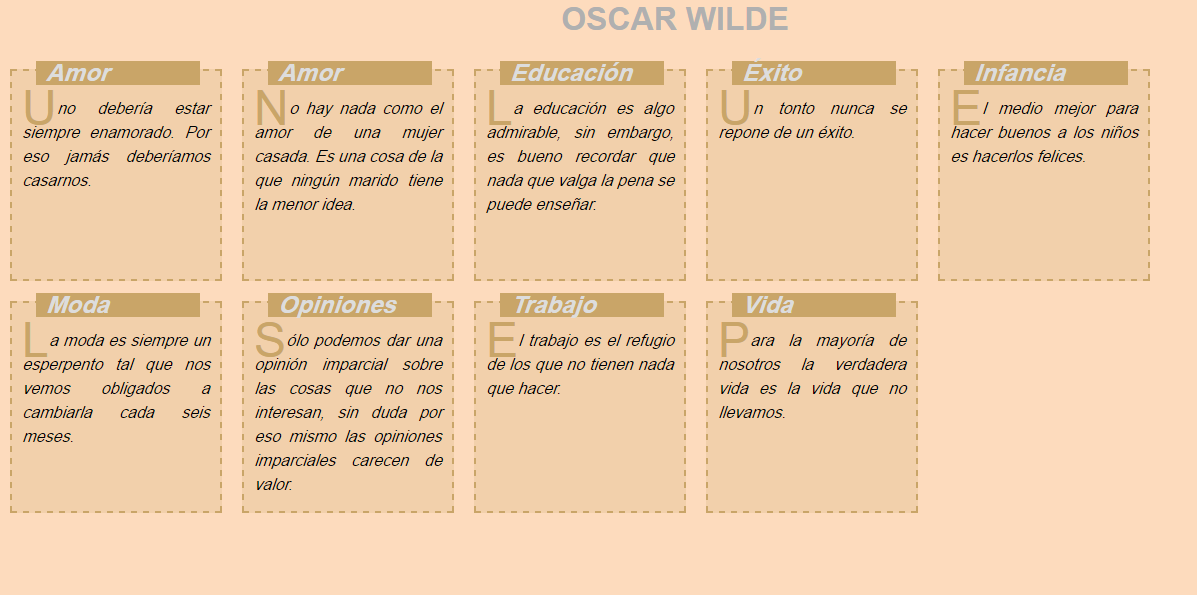 OSCAR WILDE
Amor
Uno debería estar
siempre enamorado. Por
eso jamás deberíamos
casarnos.
Amor
No hay nada como el
amor de una mujer
casada. Es una cosa de la
que ningún marido tiene
la menor idea.
Educación
La educación es algo
admirable, sin embargo,
es bueno recordar que
nada que valga la pena se
puede enseñar.
Éxito
Un tonto nunca se
repone de un éxito.
Infancia
El medio mejor para
hacer buenos a los niños
es hacerlos felices.
Moda
La moda es siempre un
esperpento tal que nos
vemos obligados a
cambiarla cada seis
meses.
Opiniones
Sólo podemos dar una
opinión imparcial sobre
las cosas que no nos
interesan, sin duda por
eso mismo las opiniones
imparciales carecen de
valor.
Trabajo
El trabajo es el refugio
de los que no tienen nada
que hacer.
Vida
Para la mayoría de
nosotros la verdadera
vida es la vida que no
llevamos.